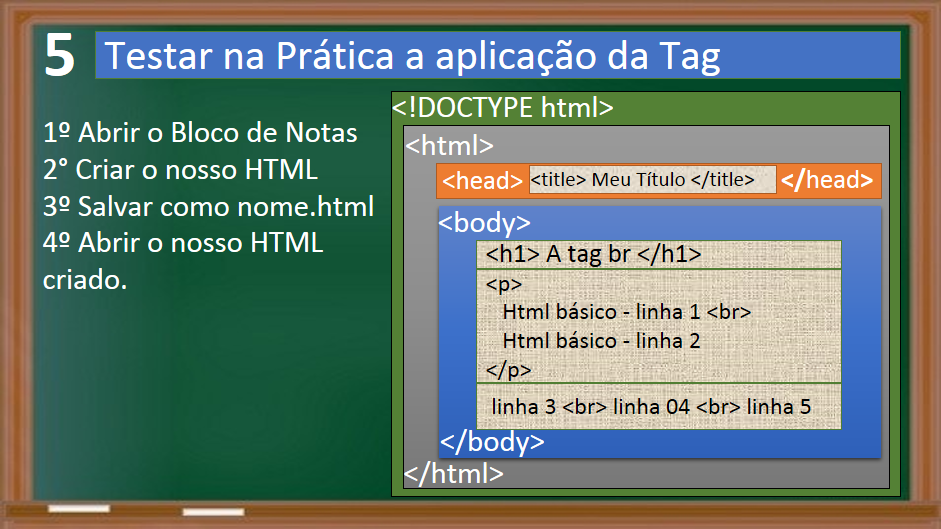 5 Testar na Prática a aplicação da Tag
1º Abrir o Bloco de Notas
2° Criar o nosso HTML
3º Salvar como nome.html
4º Abrir o nosso HTML
criado.
<!DOCTYPE html>
<html>
<head> <title> Meu Título </title> </head>
<body>
<h1> A tag br </h1>
<p>
Html básico - linha 1 <br>
Html básico - linha 2
</p>
linha 3 <br> linha 04 <br> linha 5
</body>
</html>